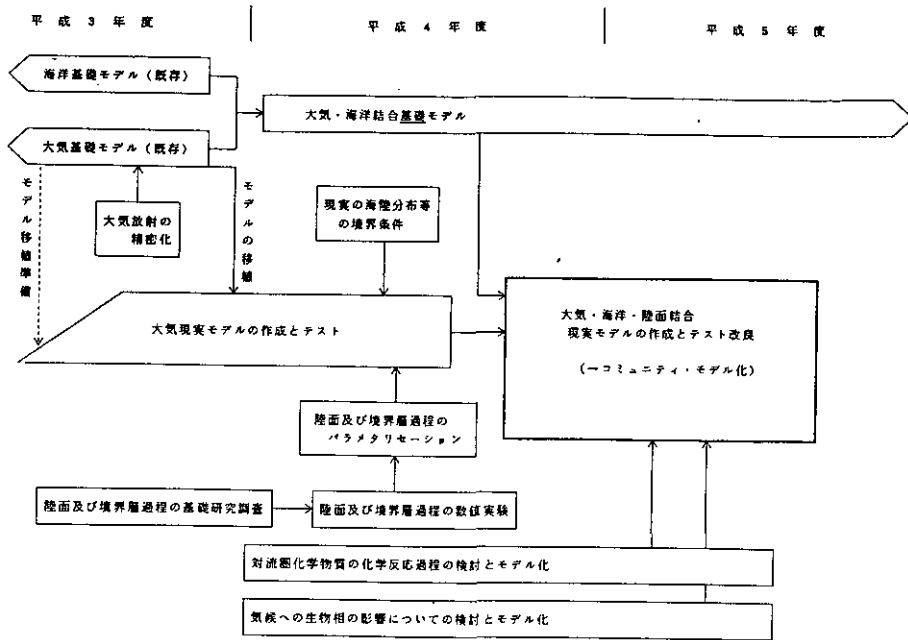 平成３年度
平成４年度
平成５年度
海洋基礎モデル（既存）
大気・海洋結合基礎モデル
大気基礎モデル（既存）
モデル移植準備
大気放射の
精密化
モデルの移植
現実の海陸分布等
の境界条件
大気現実モデルの作成とテスト
大気・海洋・陸面結合
現実モデルの作成とテスト改良
（→コミュニティ・モデル化）
陸面及び境界層過程の
パラメタリセーション
陸面及び境界層過程の基礎研究調査
陸面及び境界層過程の数値実験
対流圏化学物質の化学反応過程の検討とモデル化
気候への生物相の影響についての検討とモデル化